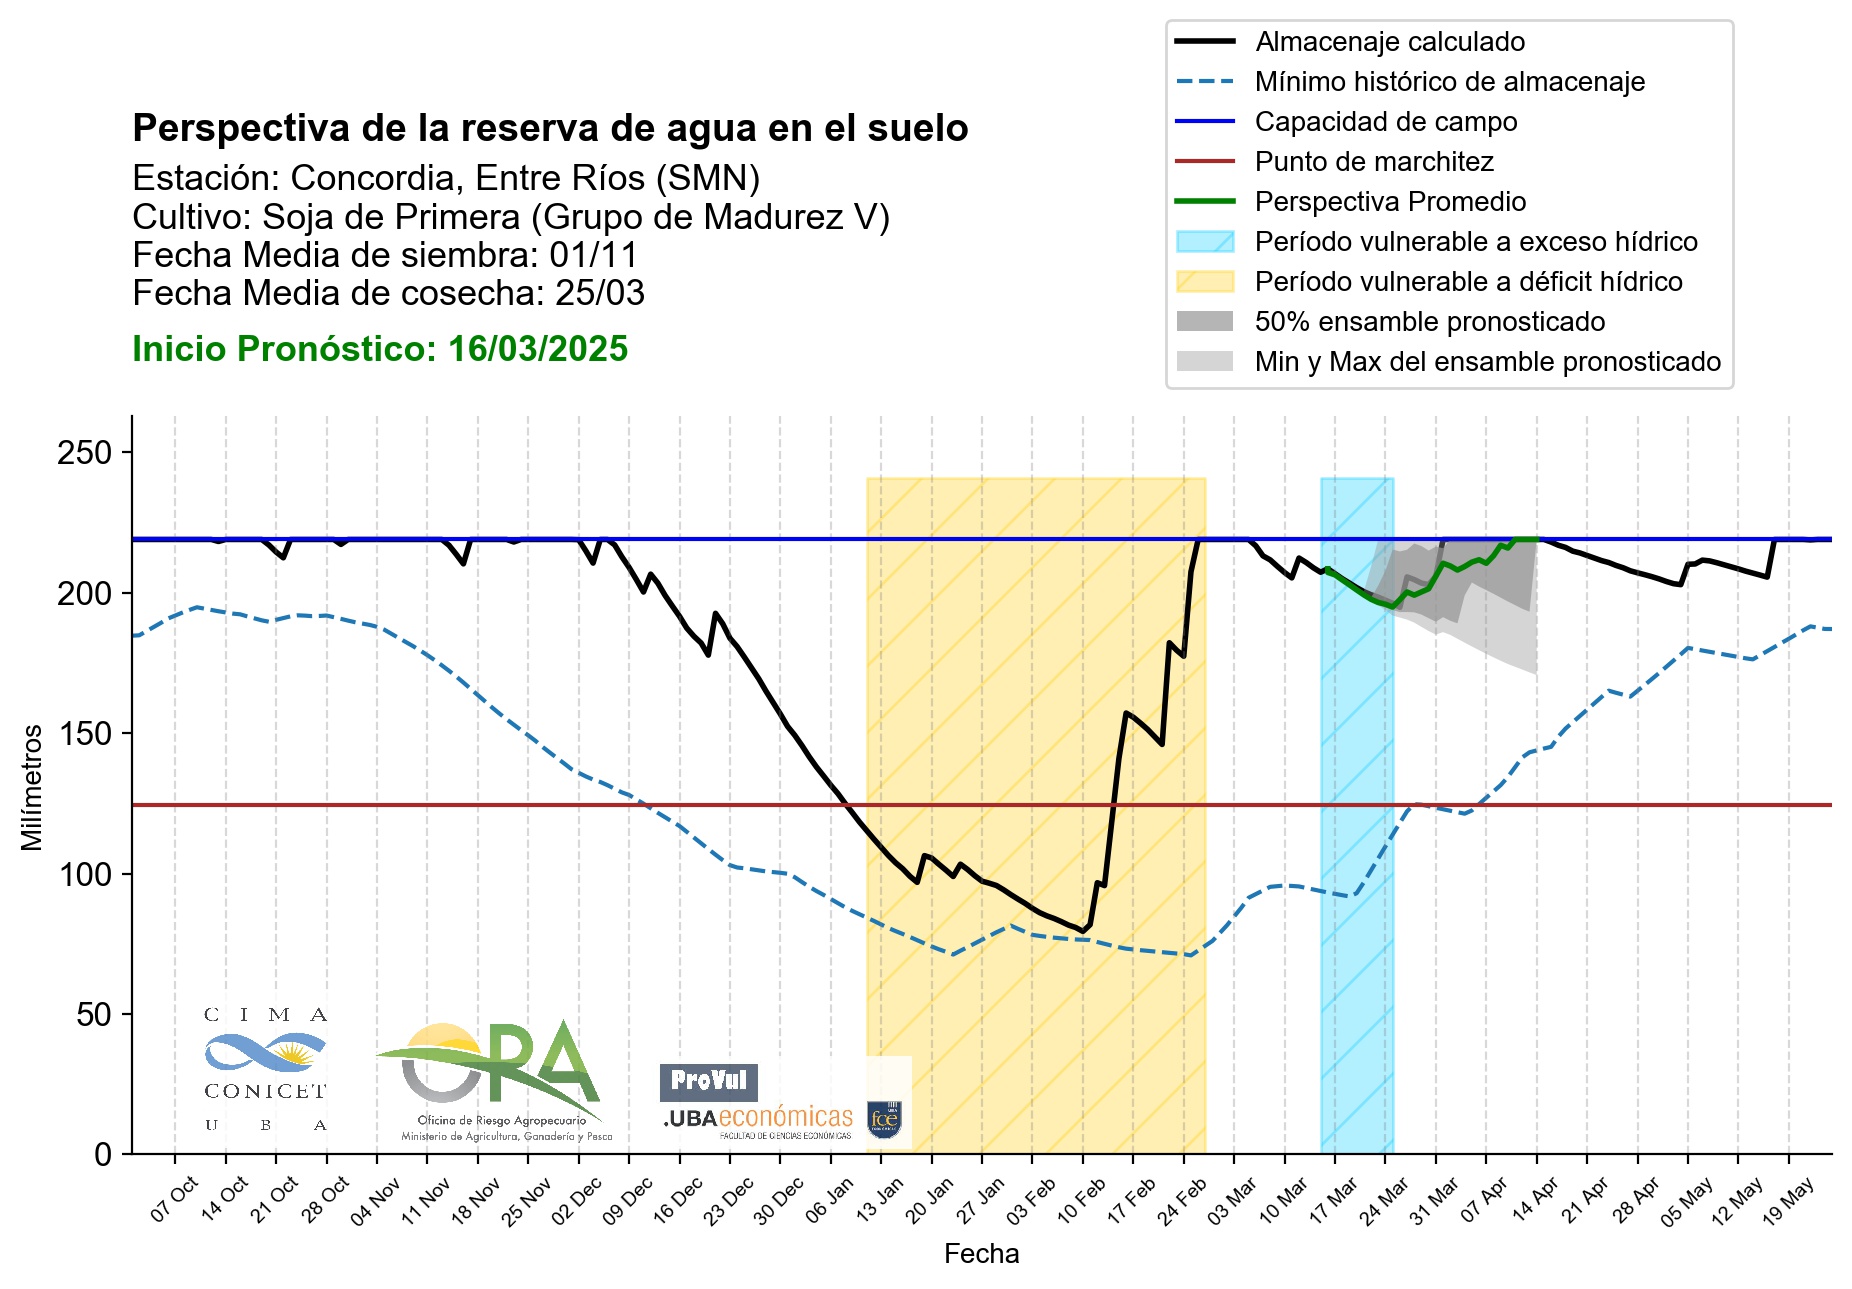 Almacenaje calculado
Mínimo histórico de almacenaje
Capacidad de campo
Punto de marchitez
Perspectiva Promedio
Período vulnerable a exceso hídrico
Período vulnerable a déficit hídrico
50% ensamble pronosticado
Min y Max del ensamble pronosticado
Perspectiva de la reserva de agua en el suelo
Estación: Concordia, Entre Ríos (SMN)
Cultivo: Soja de Primera (Grupo de Madurez V)
Fecha Media de siembra: 01/11
Fecha Media de cosecha: 25/03
Inicio Pronóstico: 16/03/2025
Milímetros
250
200
150
100
50
0
CIMA
CONICET
UBA
ORA
Oficina de Riesgo Agropecuario
Ministerio de Agricultura, Ganadería y Pesca
ProVul
.UBAeconómicas
FACULTAD DE CIENCIAS ECONÓMICAS
UBA
fce
07 Oct
14 Oct
21 Oct
28 Oct
04 Nov
11 Nov
18 Nov
25 Nov
02 Dec
09 Dec
16 Dec
23 Dec
30 Dec
06 Jan
13 Jan
20 Jan
27 Jan
03 Feb
10 Feb
17 Feb
24 Feb
03 Mar
10 Mar
17 Mar
24 Mar
31 Mar
07 Apr
14 Apr
21 Apr
28 Apr
05 May
12 May
19 May
Fecha